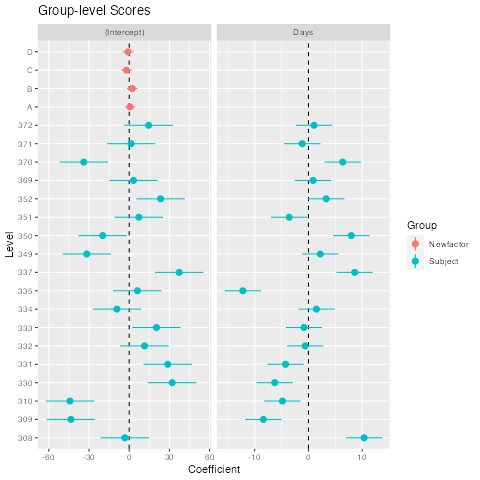 Group-level Scores
(Intercept)
Days
D
C
B
A
372
371
370
369
352
351
350
349
337
335
334
333
332
331
330
310
309
308
Level
-60
-30
0
30
60
-10
0
10
Coefficient
Group
Newfactor
Subject